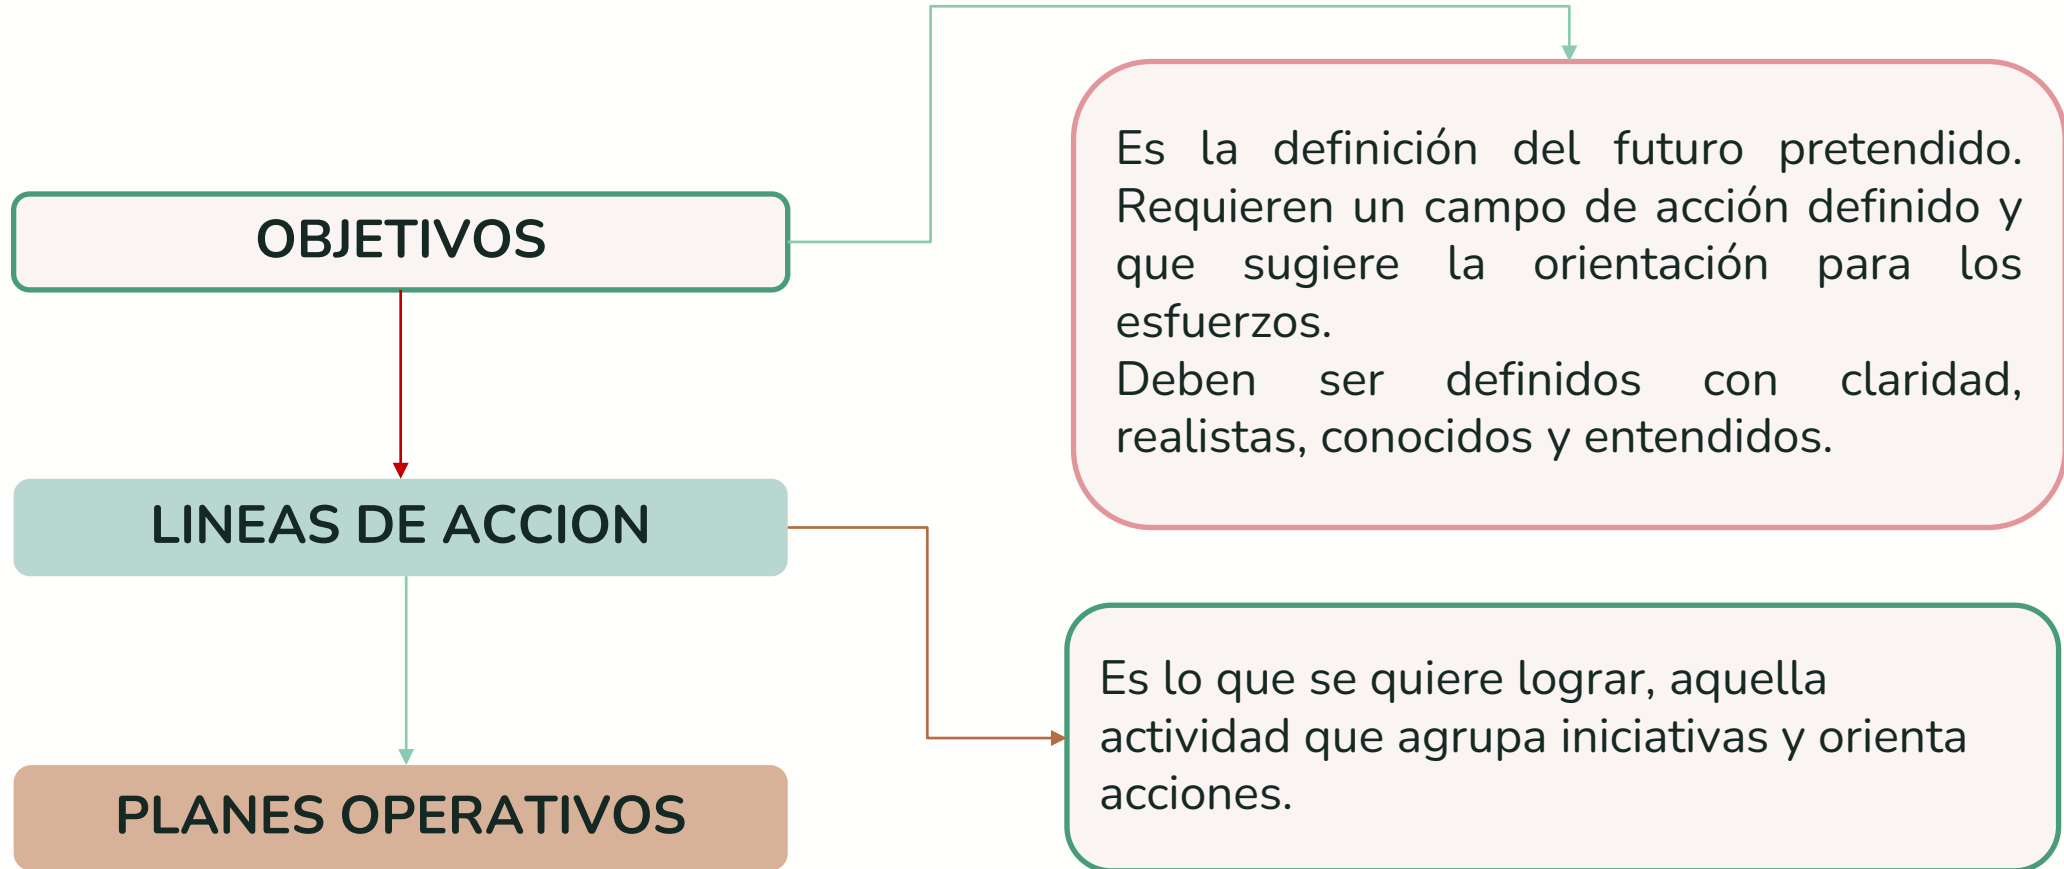 OBJETIVOS
Es la definición del futuro pretendido.
Requieren un campo de acción definido y
que sugiere la orientación para los
esfuerzos.
Deben ser definidos con claridad,
realistas, conocidos y entendidos.
LINEAS DE ACCION
Es lo que se quiere lograr, aquella
actividad que agrupa iniciativas y orienta
acciones.
PLANES OPERATIVOS